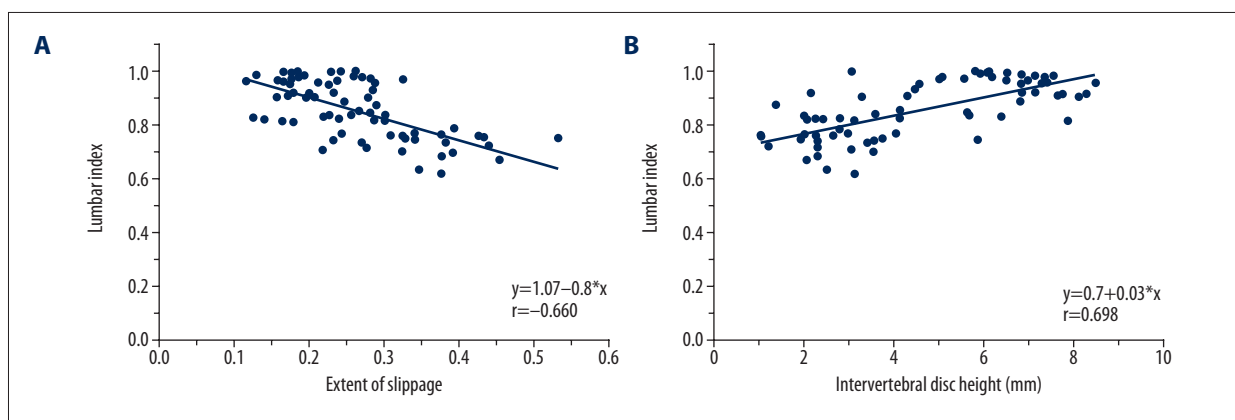 A
Lumbar index
1.0
0.8
0.6
0.4
0.2
0.0
0.0 0.1 0.2 0.3 0.4 0.5 0.6
Extent of slippage
y=1.07–0.8*x
r=–0.660
B
Lumbar index
1.0
0.8
0.6
0.4
0.2
0.0
0 2 4 6 8 10
Intervertebral disc height (mm)
y=0.7+0.03*x
r=0.698